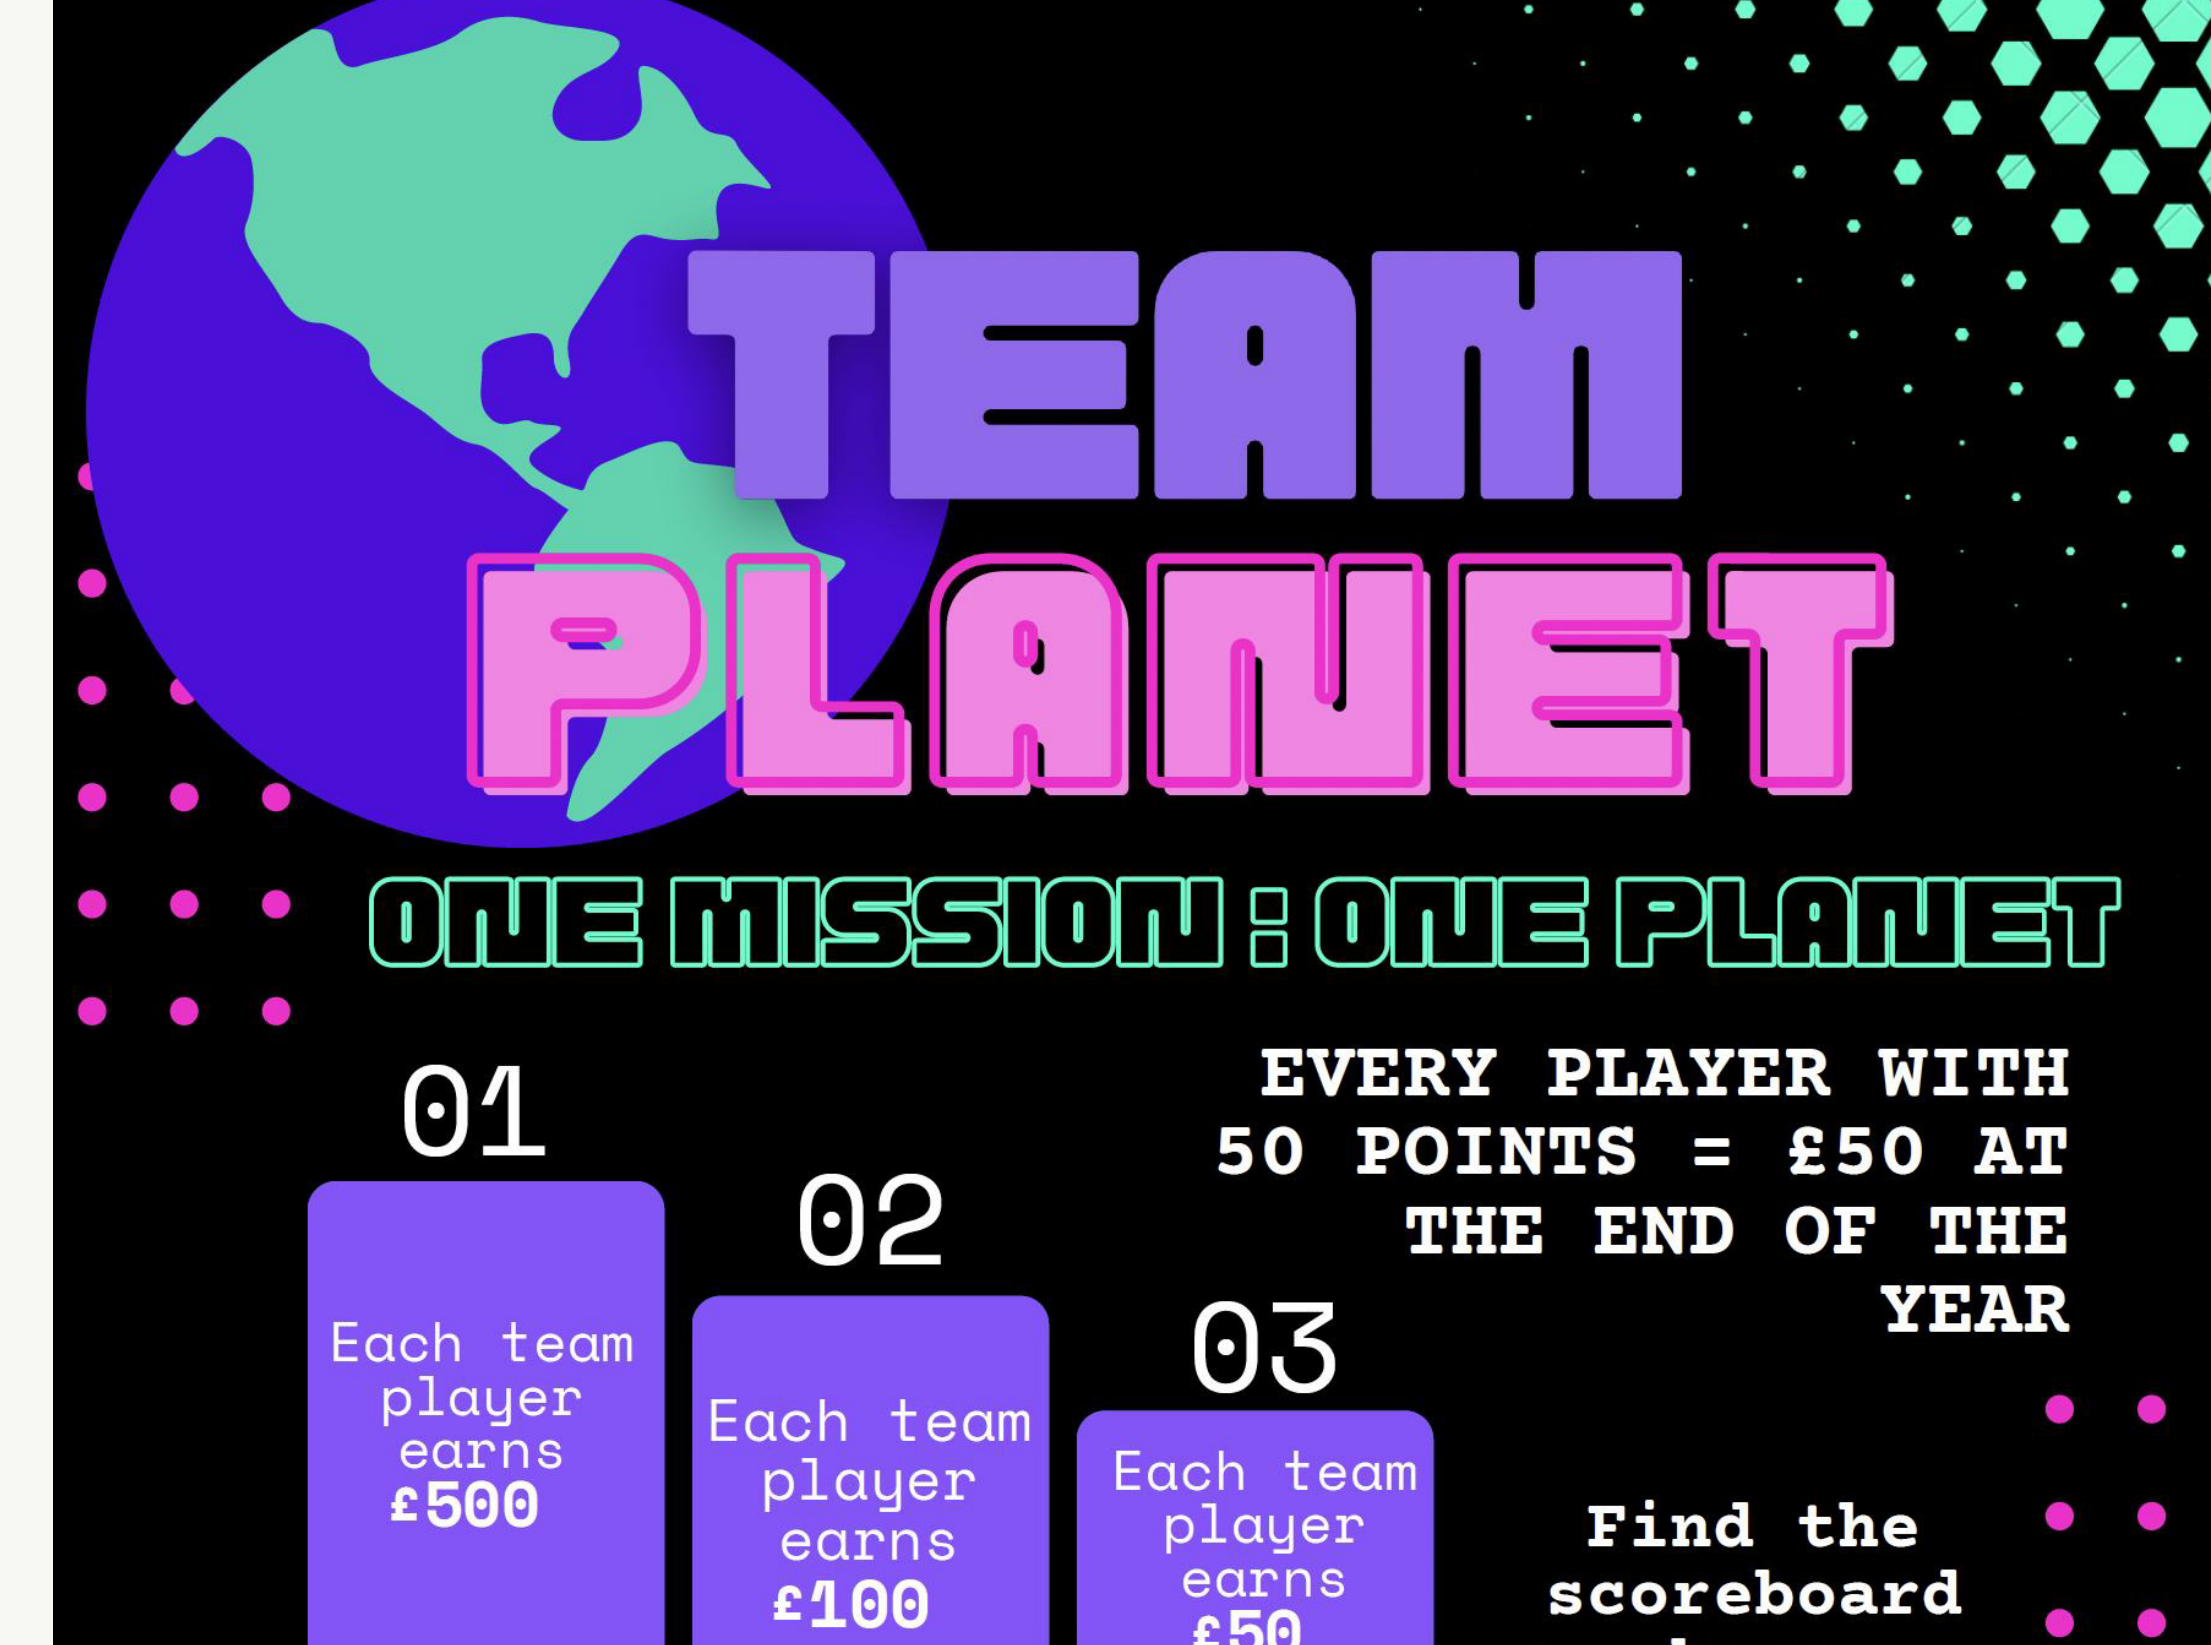 TEAM
PLANET
ONE MISSION : ONE PLANET
EVERY PLAYER WITH
50 POINTS = £50 AT
THE END OF THE
YEAR
01
Each team
player
earns
£500
02
Each team
player
earns
£100
03
Each team
player
earns
£50
Find the
scoreboard